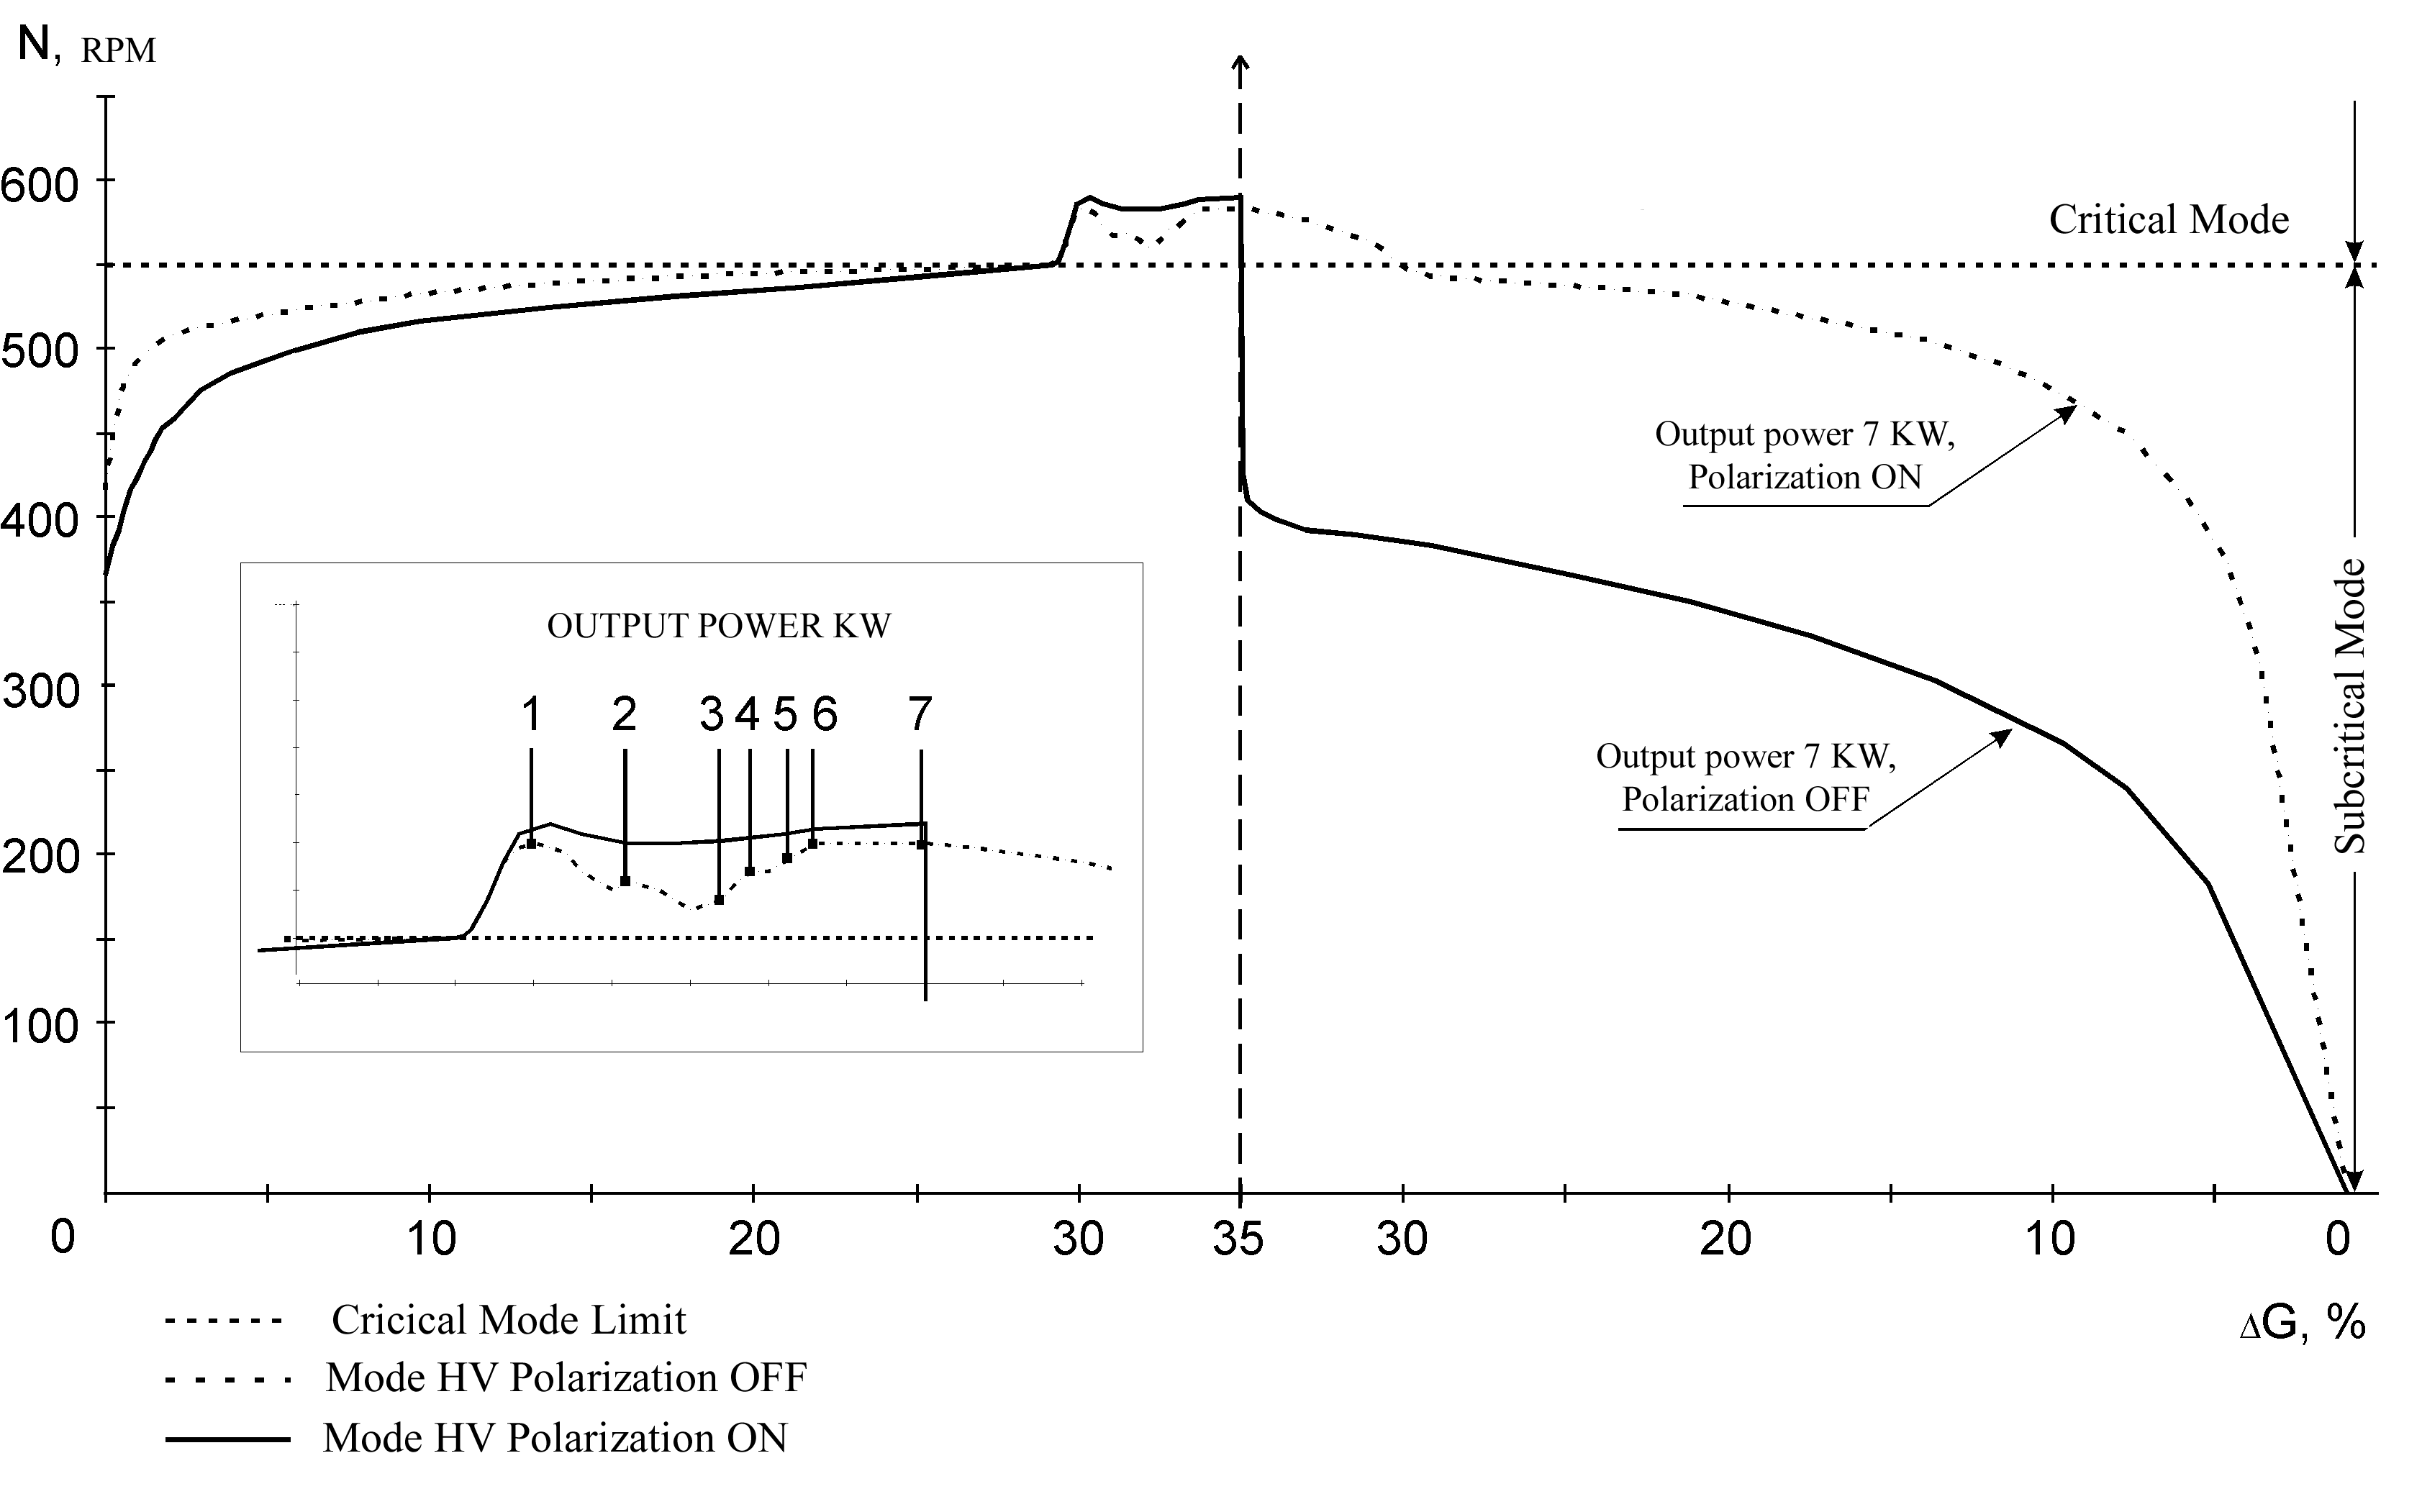 N, RPM
600
Critical Mode
500
Output power 7 KW,
Polarization ON
400
Subcritical Mode
OUTPUT POWER KW
300
1 2 3 4 5 6 7
Output power 7 KW,
Polarization OFF
200
100
0 10 20 30 35 30 20 10 0
ΔG, %
Cricical Mode Limit
Mode HV Polarization OFF
Mode HV Polarization ON